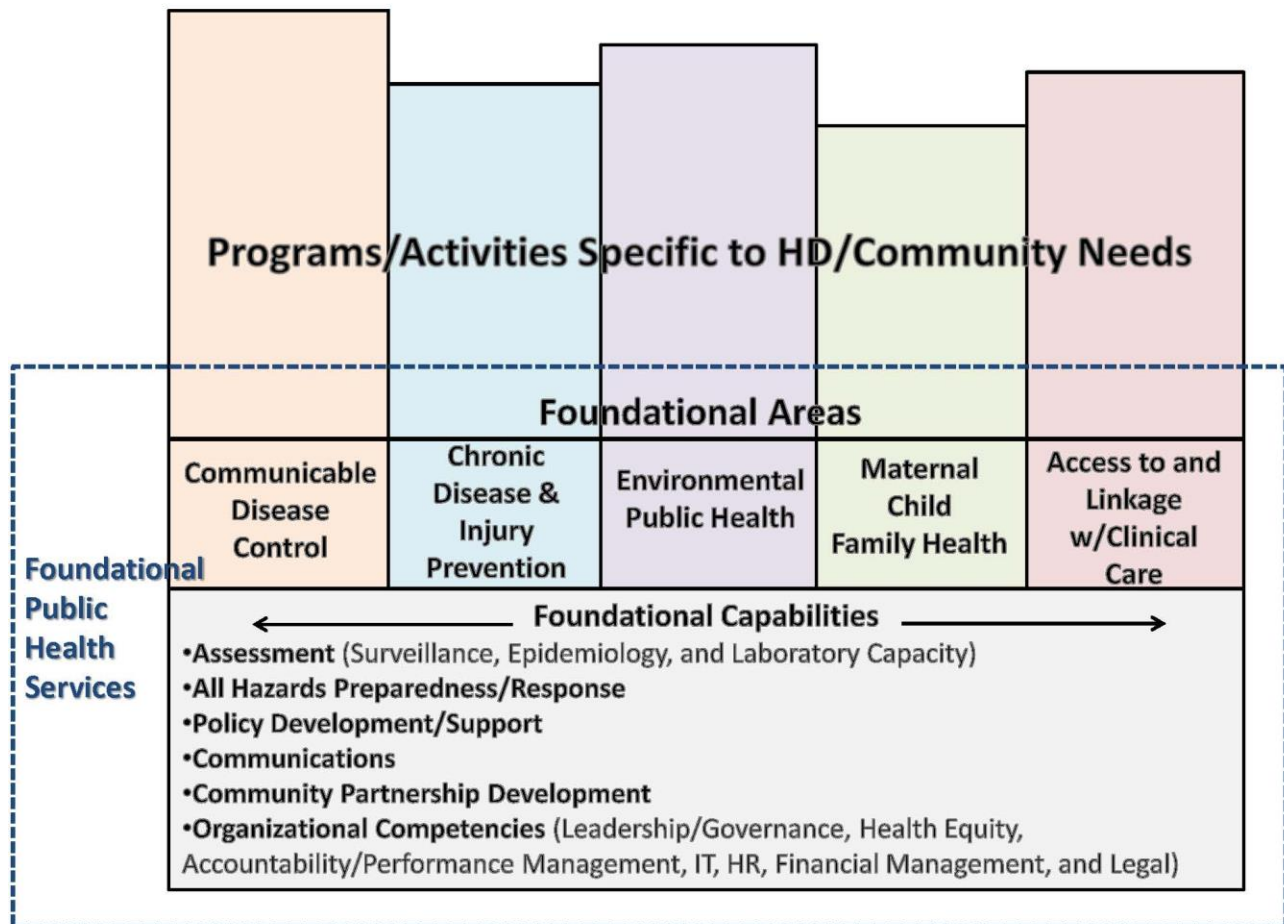 Programs/Activities Specific to HD/Community Needs
Foundational Areas
Communicable
Disease
Control
Chronic
Disease &
Injury
Prevention
Environmental
Public Health
Maternal
Child
Family Health
Access to and
Linkage
w/Clinical
Care
Foundational
Public
Health
Services
Foundational Capabilities
•Assessment (Surveillance, Epidemiology, and Laboratory Capacity)
•All Hazards Preparedness/Response
•Policy Development/Support
•Communications
•Community Partnership Development
•Organizational Competencies (Leadership/Governance, Health Equity,
Accountability/Performance Management, IT, HR, Financial Management, and Legal)